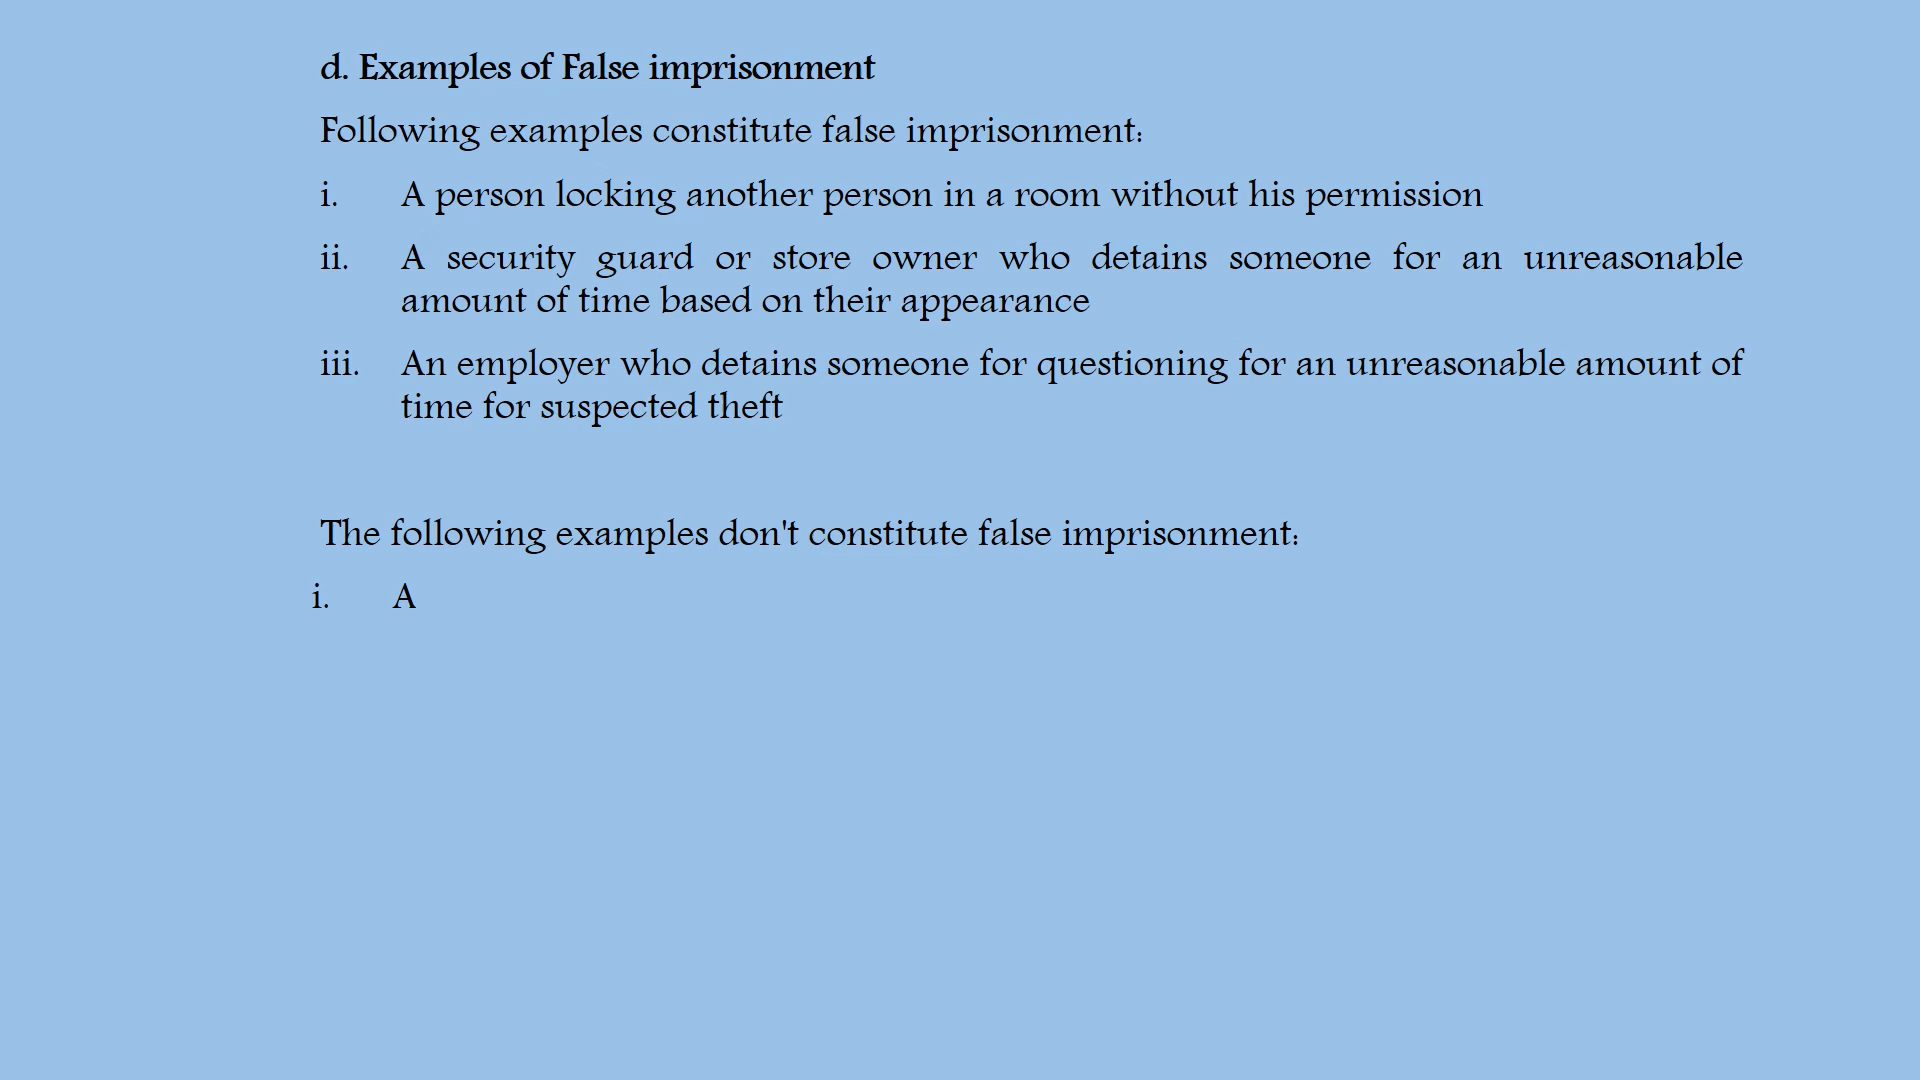 d. Examples of False imprisonment
Following examples constitute false imprisonment:
i. A person locking another person in a room without his permission
ii. A security guard or store owner who detains someone for an unreasonable
amount of time based on their appearance
iii. An employer who detains someone for questioning for an unreasonable amount of
time for suspected theft
The following examples don't constitute false imprisonment:
i. A